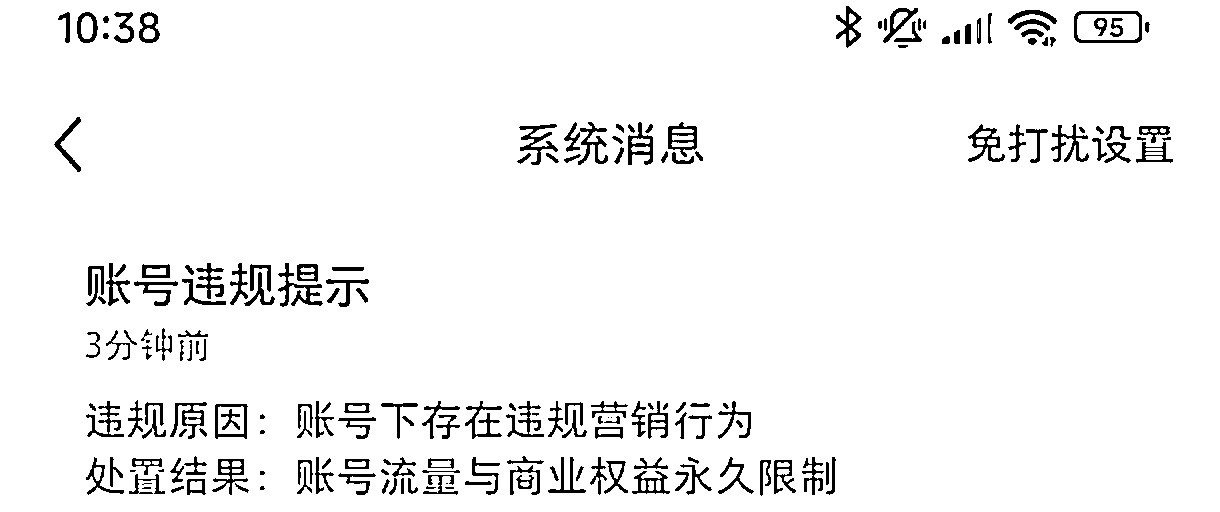 10:38
95
系统消息
免打扰设置
账号违规提示
3分钟前
违规原因：账号下存在违规营销行为
处置结果：账号流量与商业权益永久限制